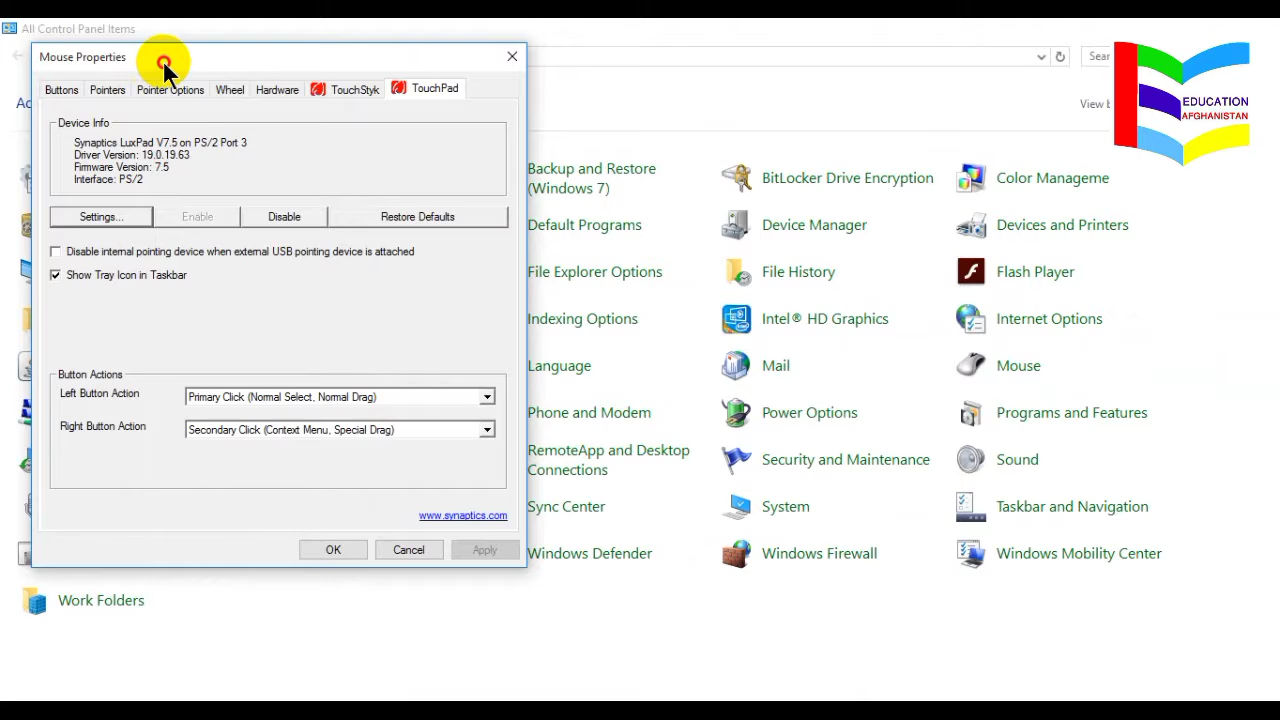 All Control Panel Items
Mouse Properties
Sear
Buttons
Pointers
Pointer Options
Wheel
Hardware
TouchStyk
TouchPad
View b
EDUCATION
AFGHANISTAN
Device Info
Synaptics LuxPad V7.5 on PS/2 Port 3
Driver Version: 19.0.19.63
Firmware Version: 7.5
Interface: PS/2
Settings...
Enable
Disable
Restore Defaults
Disable internal pointing device when external USB pointing device is attached
Show Tray Icon in Taskbar
Button Actions
Left Button Action
Primary Click (Normal Select, Normal Drag)
Right Button Action
Secondary Click (Context Menu, Special Drag)
www.synaptics.com
OK
Cancel
Apply
Backup and Restore
(Windows 7)
BitLocker Drive Encryption
Color Manageme
Default Programs
Device Manager
Devices and Printers
File Explorer Options
File History
Flash Player
Indexing Options
Intel® HD Graphics
Internet Options
Language
Mail
Mouse
Phone and Modem
Power Options
Programs and Features
RemoteApp and Desktop
Connections
Security and Maintenance
Sound
Sync Center
System
Taskbar and Navigation
Windows Defender
Windows Firewall
Windows Mobility Center
Work Folders